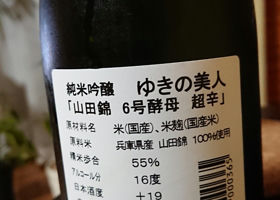 純米吟醸 ゆきの美人
「山田錦 6号酵母 超辛」
原材料名 米(国産)、米麹(国産米)
原料米 兵庫県産 山田錦 100%使用
精米歩合 55%
アルコール分 16度
日本酒度 +19
000365